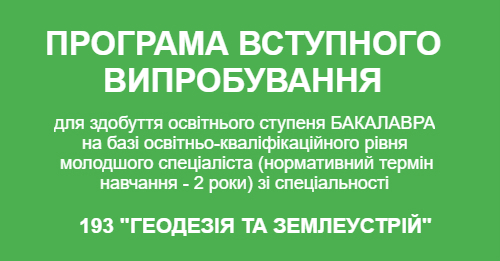 ПРОГРАМА ВСТУПНОГО
ВИПРОБУВАННЯ
для здобуття освітнього ступеня БАКАЛАВРА
на базі освітньо-кваліфікаційного рівня
молодшого спеціаліста (нормативний термін
навчання - 2 роки) зі спеціальності
193 "ГЕОДЕЗІЯ ТА ЗЕМЛЕУСТРІЙ"